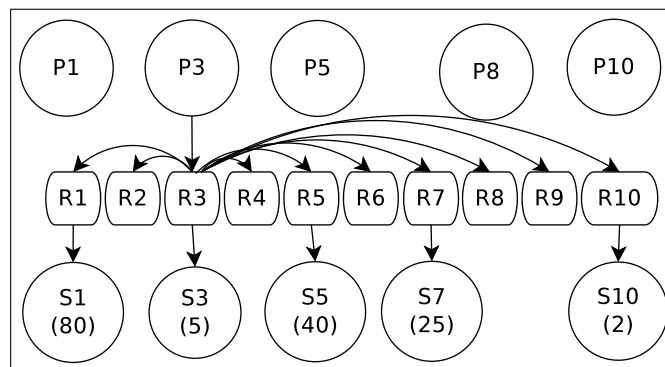 P1 P3 P5 P8 P10
R1 R2 R3 R4 R5 R6 R7 R8 R9 R10
S1 S3 S5 S7 S10
(80) (5) (40) (25) (2)